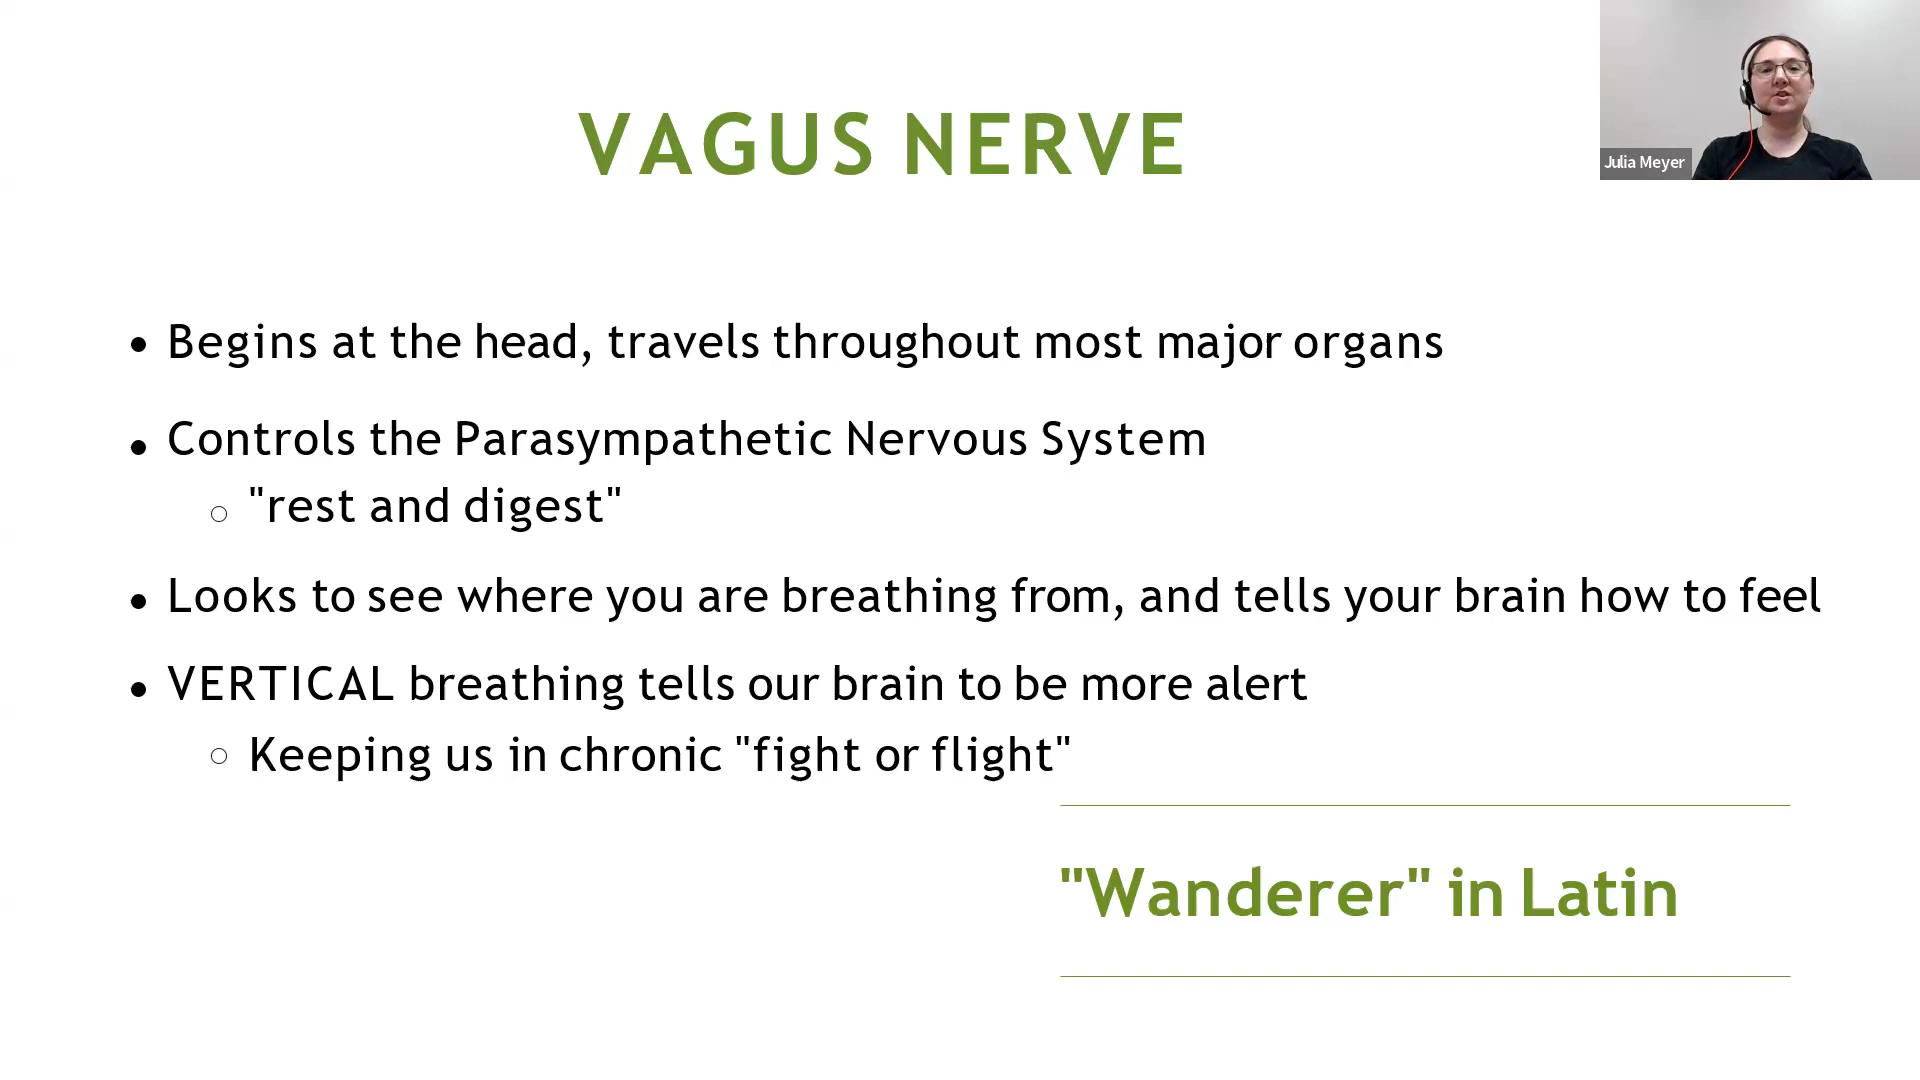 VAGUS NERVE
Julia Meyer
• Begins at the head, travels throughout most major organs
• Controls the Parasympathetic Nervous System
○ "rest and digest"
• Looks to see where you are breathing from, and tells your brain how to feel
• VERTICAL breathing tells our brain to be more alert
○ Keeping us in chronic "fight or flight"
"Wanderer" in Latin